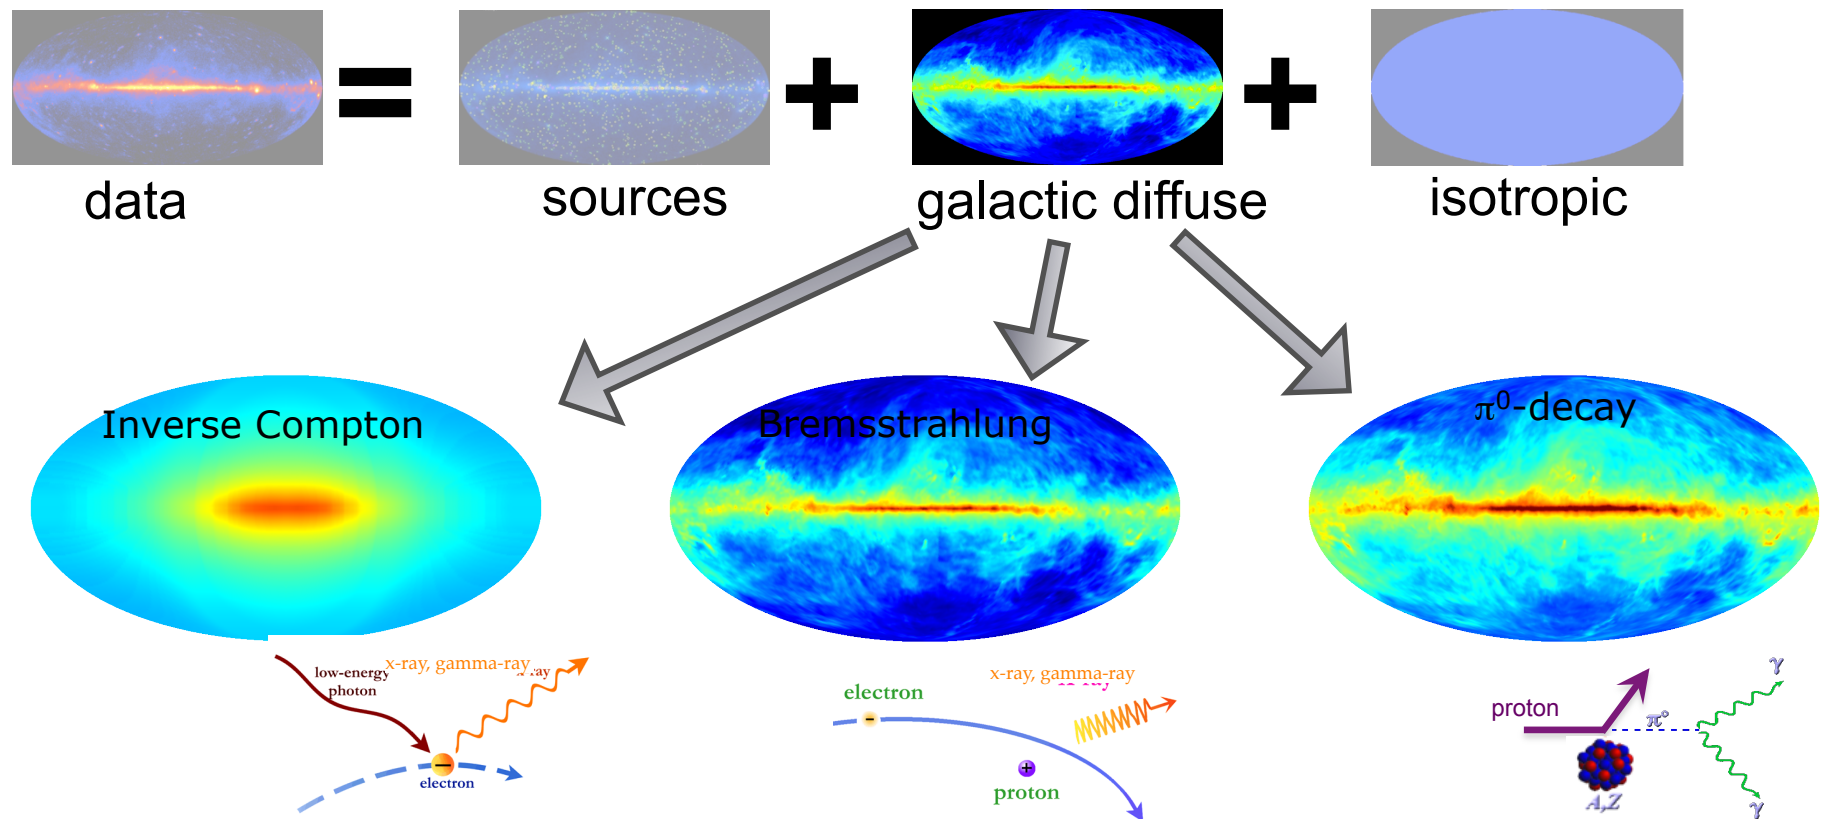 data
=
sources
+
galactic diffuse
+
isotropic
Inverse Compton
Bremsstrahlung
π⁰-decay
low-energy
photon
x-ray, gamma-ray
electron
electron
-
x-ray, gamma-ray
+
proton
proton
π°
γ
γ
A,Z